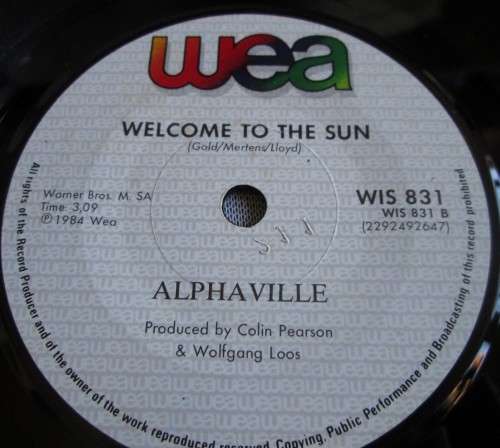 wea
WELCOME TO THE SUN
(Gold/Mertens/Lloyd)
Warner Bros. M. SA
Time: 3,09
℗ 1984 Wea
WIS 831
WIS 831 B
(2292492647)
ALPHAVILLE
Produced by Colin Pearson
& Wolfgang Loos
All rights of the Record Producer and of the owner of the work reproduced reserved. Copying, Public Performance and Broadcasting of this record prohibited